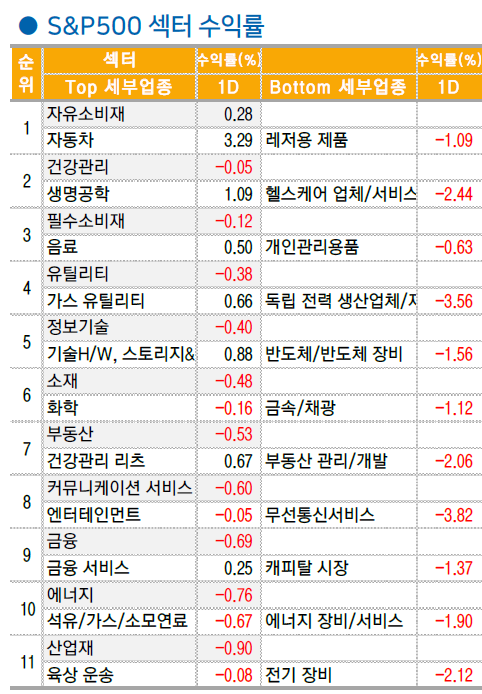 ● S&P500 섹터 수익률
순위 섹터 수익률(%) 수익률(%)
Top 세부업종 1D Bottom 세부업종 1D
1 자유소비재 0.28
자동차 3.29 레저용 제품 -1.09
2 건강관리 -0.05
생명공학 1.09 헬스케어 업체/서비스 -2.44
3 필수소비재 -0.12
음료 0.50 개인관리용품 -0.63
4 유틸리티 -0.38
가스 유틸리티 0.66 독립 전력 생산업체/ -3.56
5 정보기술 -0.40
기술H/W, 스토리지& 0.88 반도체/반도체 장비 -1.56
6 소재 -0.48
화학 -0.16 금속/채광 -1.12
7 부동산 -0.53
건강관리 리츠 0.67 부동산 관리/개발 -2.06
8 커뮤니케이션 서비스 -0.60
엔터테인먼트 -0.05 무선통신서비스 -3.82
9 금융 -0.69
금융 서비스 0.25 캐피탈 시장 -1.37
10 에너지 -0.76
석유/가스/소모연료 -0.67 에너지 장비/서비스 -1.90
11 산업재 -0.90
육상 운송 -0.08 전기 장비 -2.12